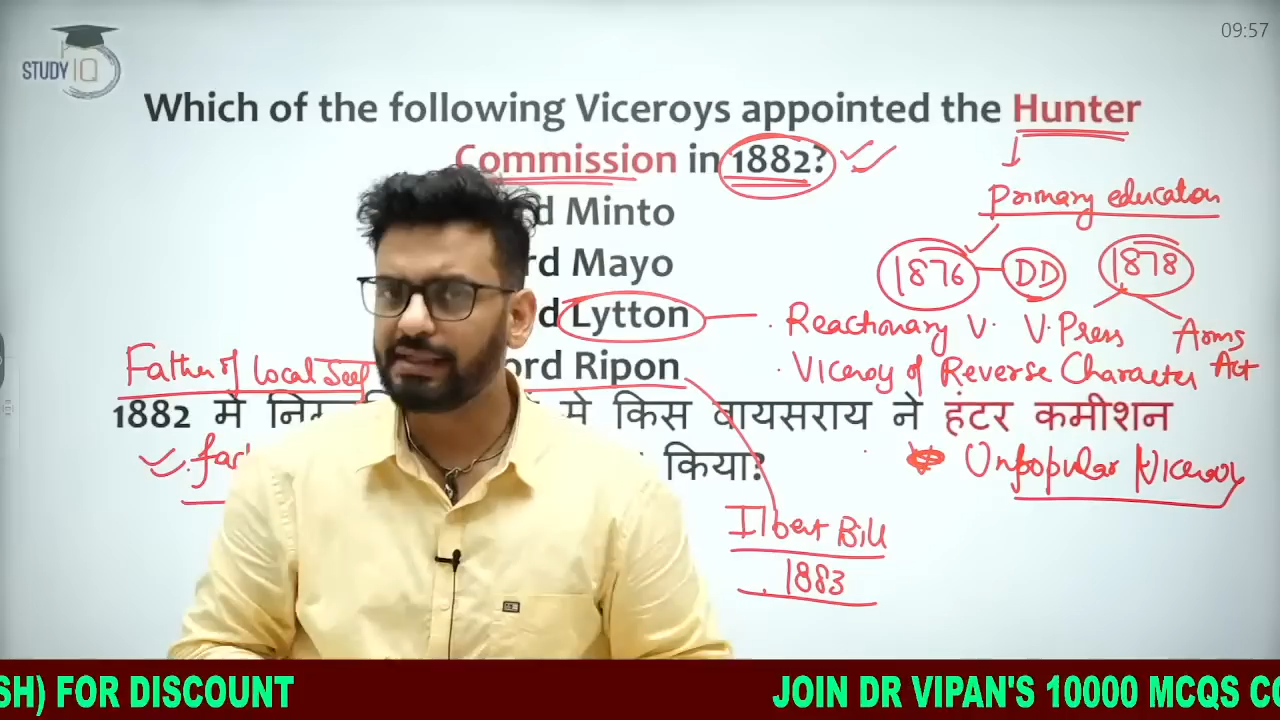 09:57
STUDY IQ
Which of the following Viceroys appointed the Hunter
Commission in 1882?
primary education
d Minto
1876 DD 1878
rd Mayo
d Lytton
Reactionary V. V. Press Arms
Act
Father of Local Self
ord Ripon
Viceroy of Reverse Character
1882 में में किस वायसराय ने हंटर कमीशन
किया?
Unpopular Viceroy
Ilbert Bill
1883
SH) FOR DISCOUNT
JOIN DR VIPAN'S 10000 MCQS CO